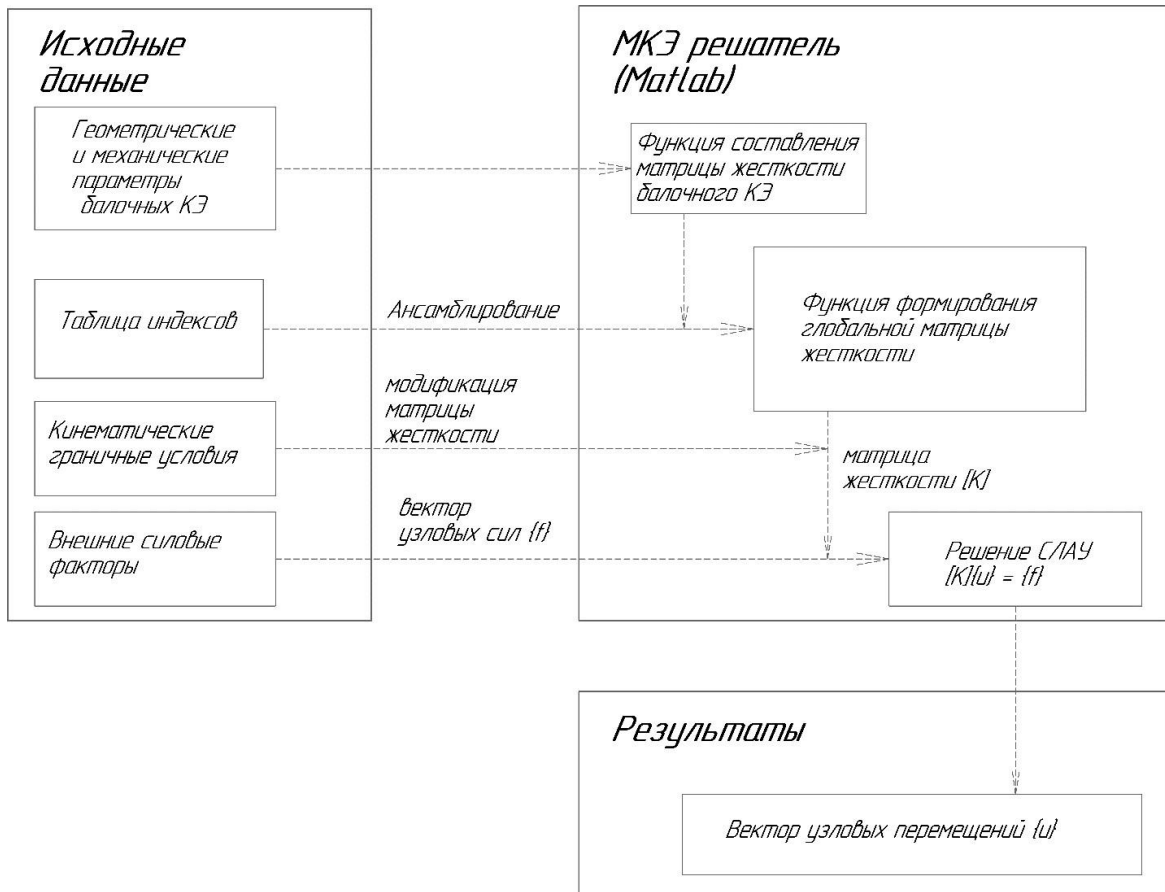 Исходные
данные
Геометрические
и механические
параметры
балочных КЭ
Таблица индексов
Кинематические
граничные условия
Внешние силовые
факторы
Ансамблирование
модификация
матрицы
жесткости
вектор
узловых сил {f}
МКЭ решатель
(Matlab)
Функция составления
матрицы жесткости
балочного КЭ
Функция формирования
глобальной матрицы
жесткости
матрица
жесткости [K]
Решение СЛАУ
[K]{u} = {f}
Результаты
Вектор узловых перемещений {u}